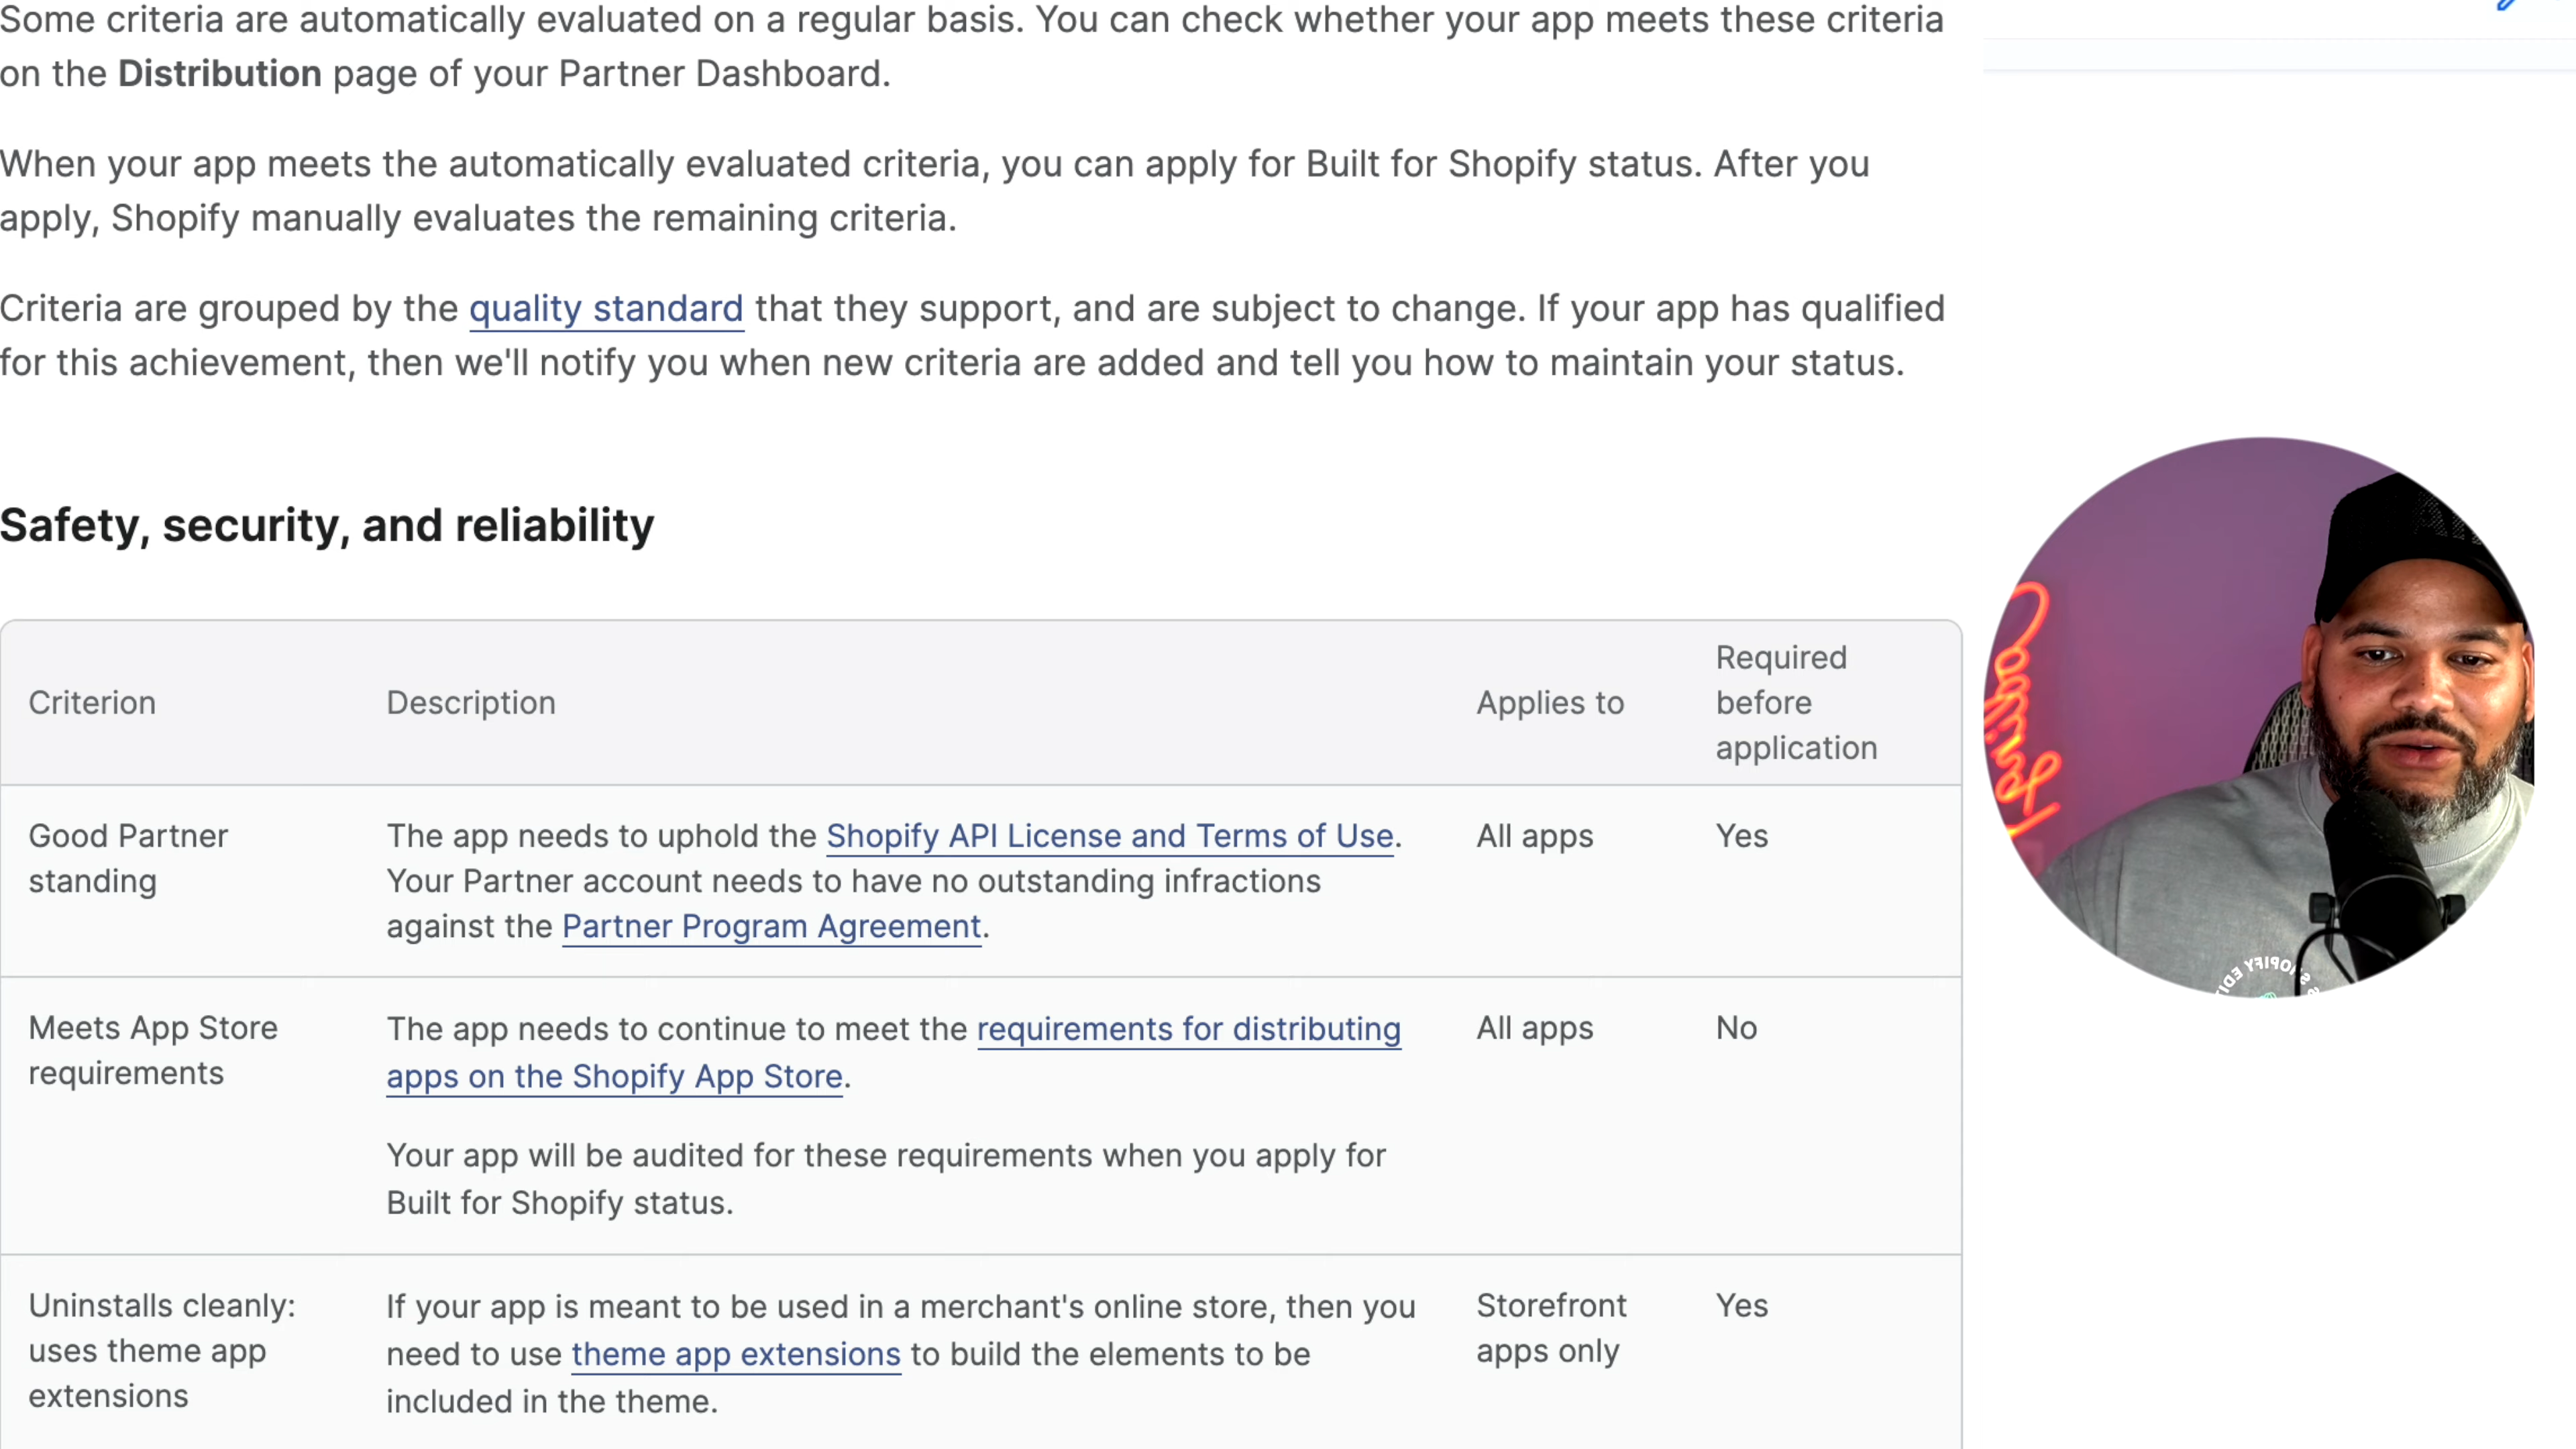 Some criteria are automatically evaluated on a regular basis. You can check whether your app meets these criteria
on the Distribution page of your Partner Dashboard.
When your app meets the automatically evaluated criteria, you can apply for Built for Shopify status. After you
apply, Shopify manually evaluates the remaining criteria.
Criteria are grouped by the quality standard that they support, and are subject to change. If your app has qualified
for this achievement, then we'll notify you when new criteria are added and tell you how to maintain your status.
Safety, security, and reliability
Criterion
Description
Applies to
Required
before
application
Good Partner
standing
The app needs to uphold the Shopify API License and Terms of Use.
Your Partner account needs to have no outstanding infractions
against the Partner Program Agreement.
All apps
Yes
Meets App Store
requirements
The app needs to continue to meet the requirements for distributing
apps on the Shopify App Store.
Your app will be audited for these requirements when you apply for
Built for Shopify status.
All apps
No
Uninstalls cleanly:
uses theme app
extensions
If your app is meant to be used in a merchant's online store, then you
need to use theme app extensions to build the elements to be
included in the theme.
Storefront
apps only
Yes